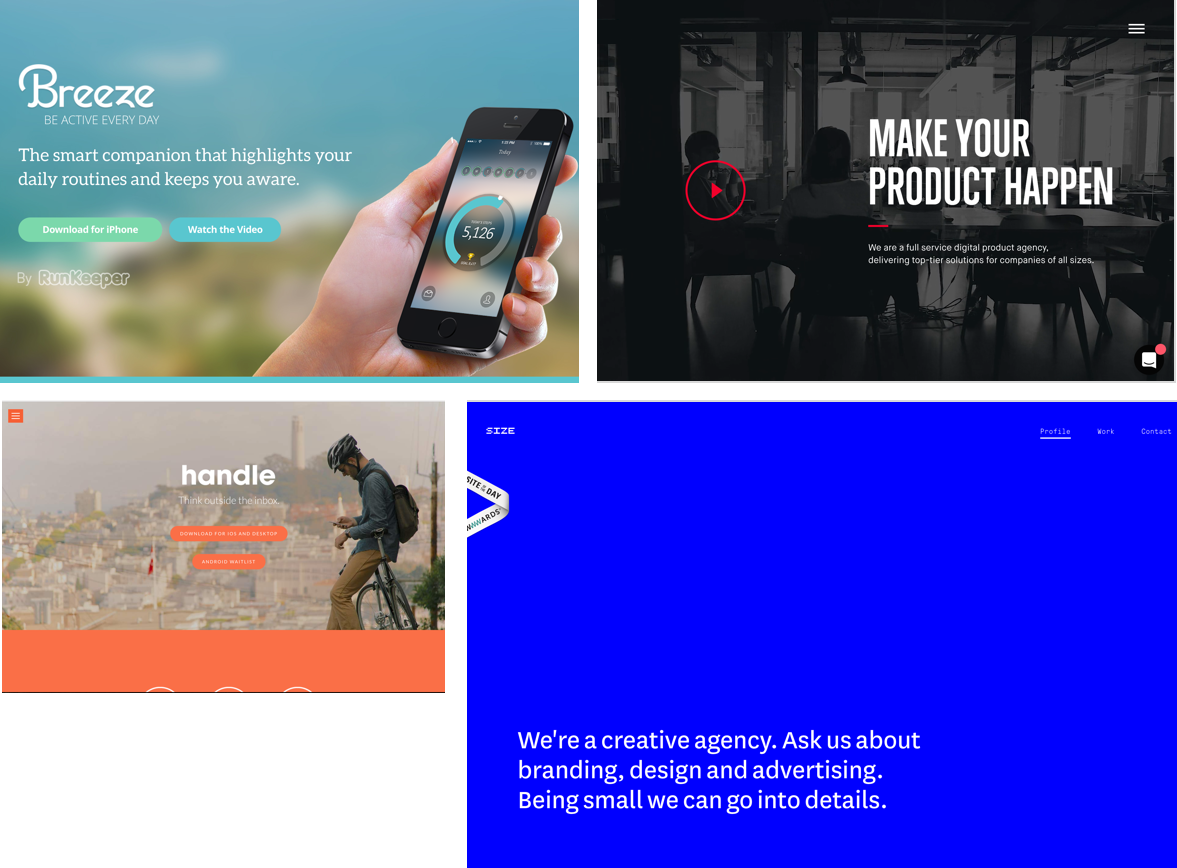 Breeze
BE ACTIVE EVERY DAY
The smart companion that highlights your
daily routines and keeps you aware.
Download for iPhone
Watch the Video
By RunKeeper
Today
5,126
MAKE YOUR
PRODUCT HAPPEN
We are a full service digital product agency,
delivering top-tier solutions for companies of all sizes.
handle
Think outside the inbox.
DOWNLOAD FOR IOS AND DESKTOP
ANDROID WAITLIST
SIZE
Profile
Work
Contact
SITE OF THE DAY
We're a creative agency. Ask us about
branding, design and advertising.
Being small we can go into details.